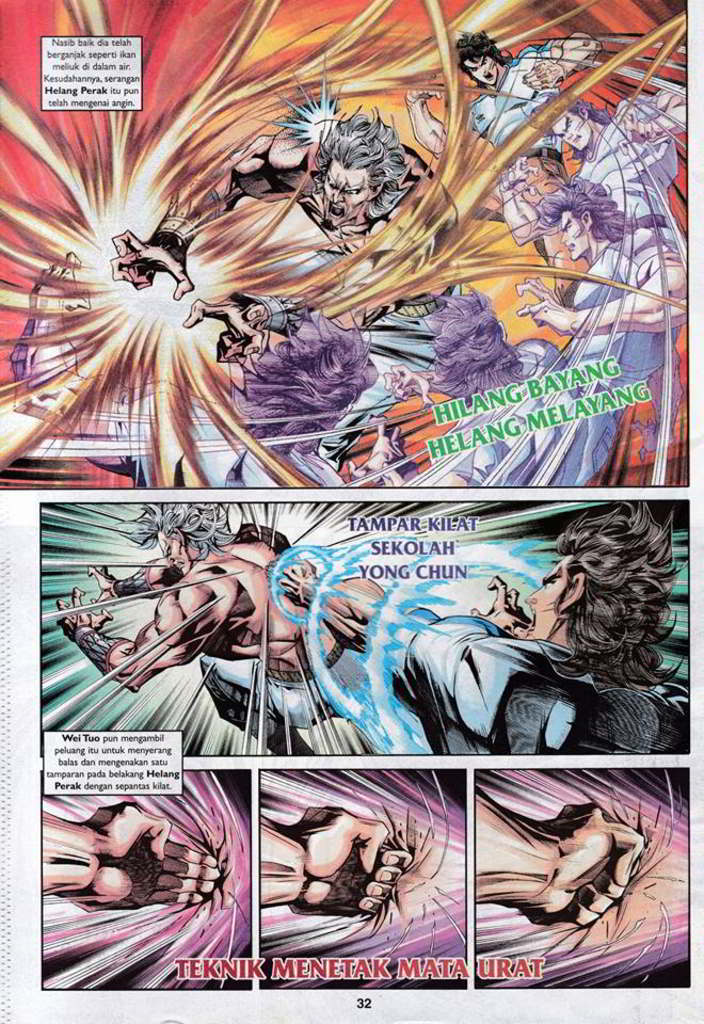 Nasib baik dia telah
berganjak seperti ikan
meliuk di dalam air.
Kesudahannya, serangan
Helang Perak itu pun
telah mengenai angin.
HILANG BAYANG
HELANG MELAYANG
TAMPAR KILAT
SEKOLAH
YONG CHUN
Wei Tuo pun mengambil
peluang itu untuk menyerang
balas dan mengenakan satu
tamparan pada belakang Helang
Perak dengan sepantas kilat.
TEKNIK MENETAK MATA URAT
32